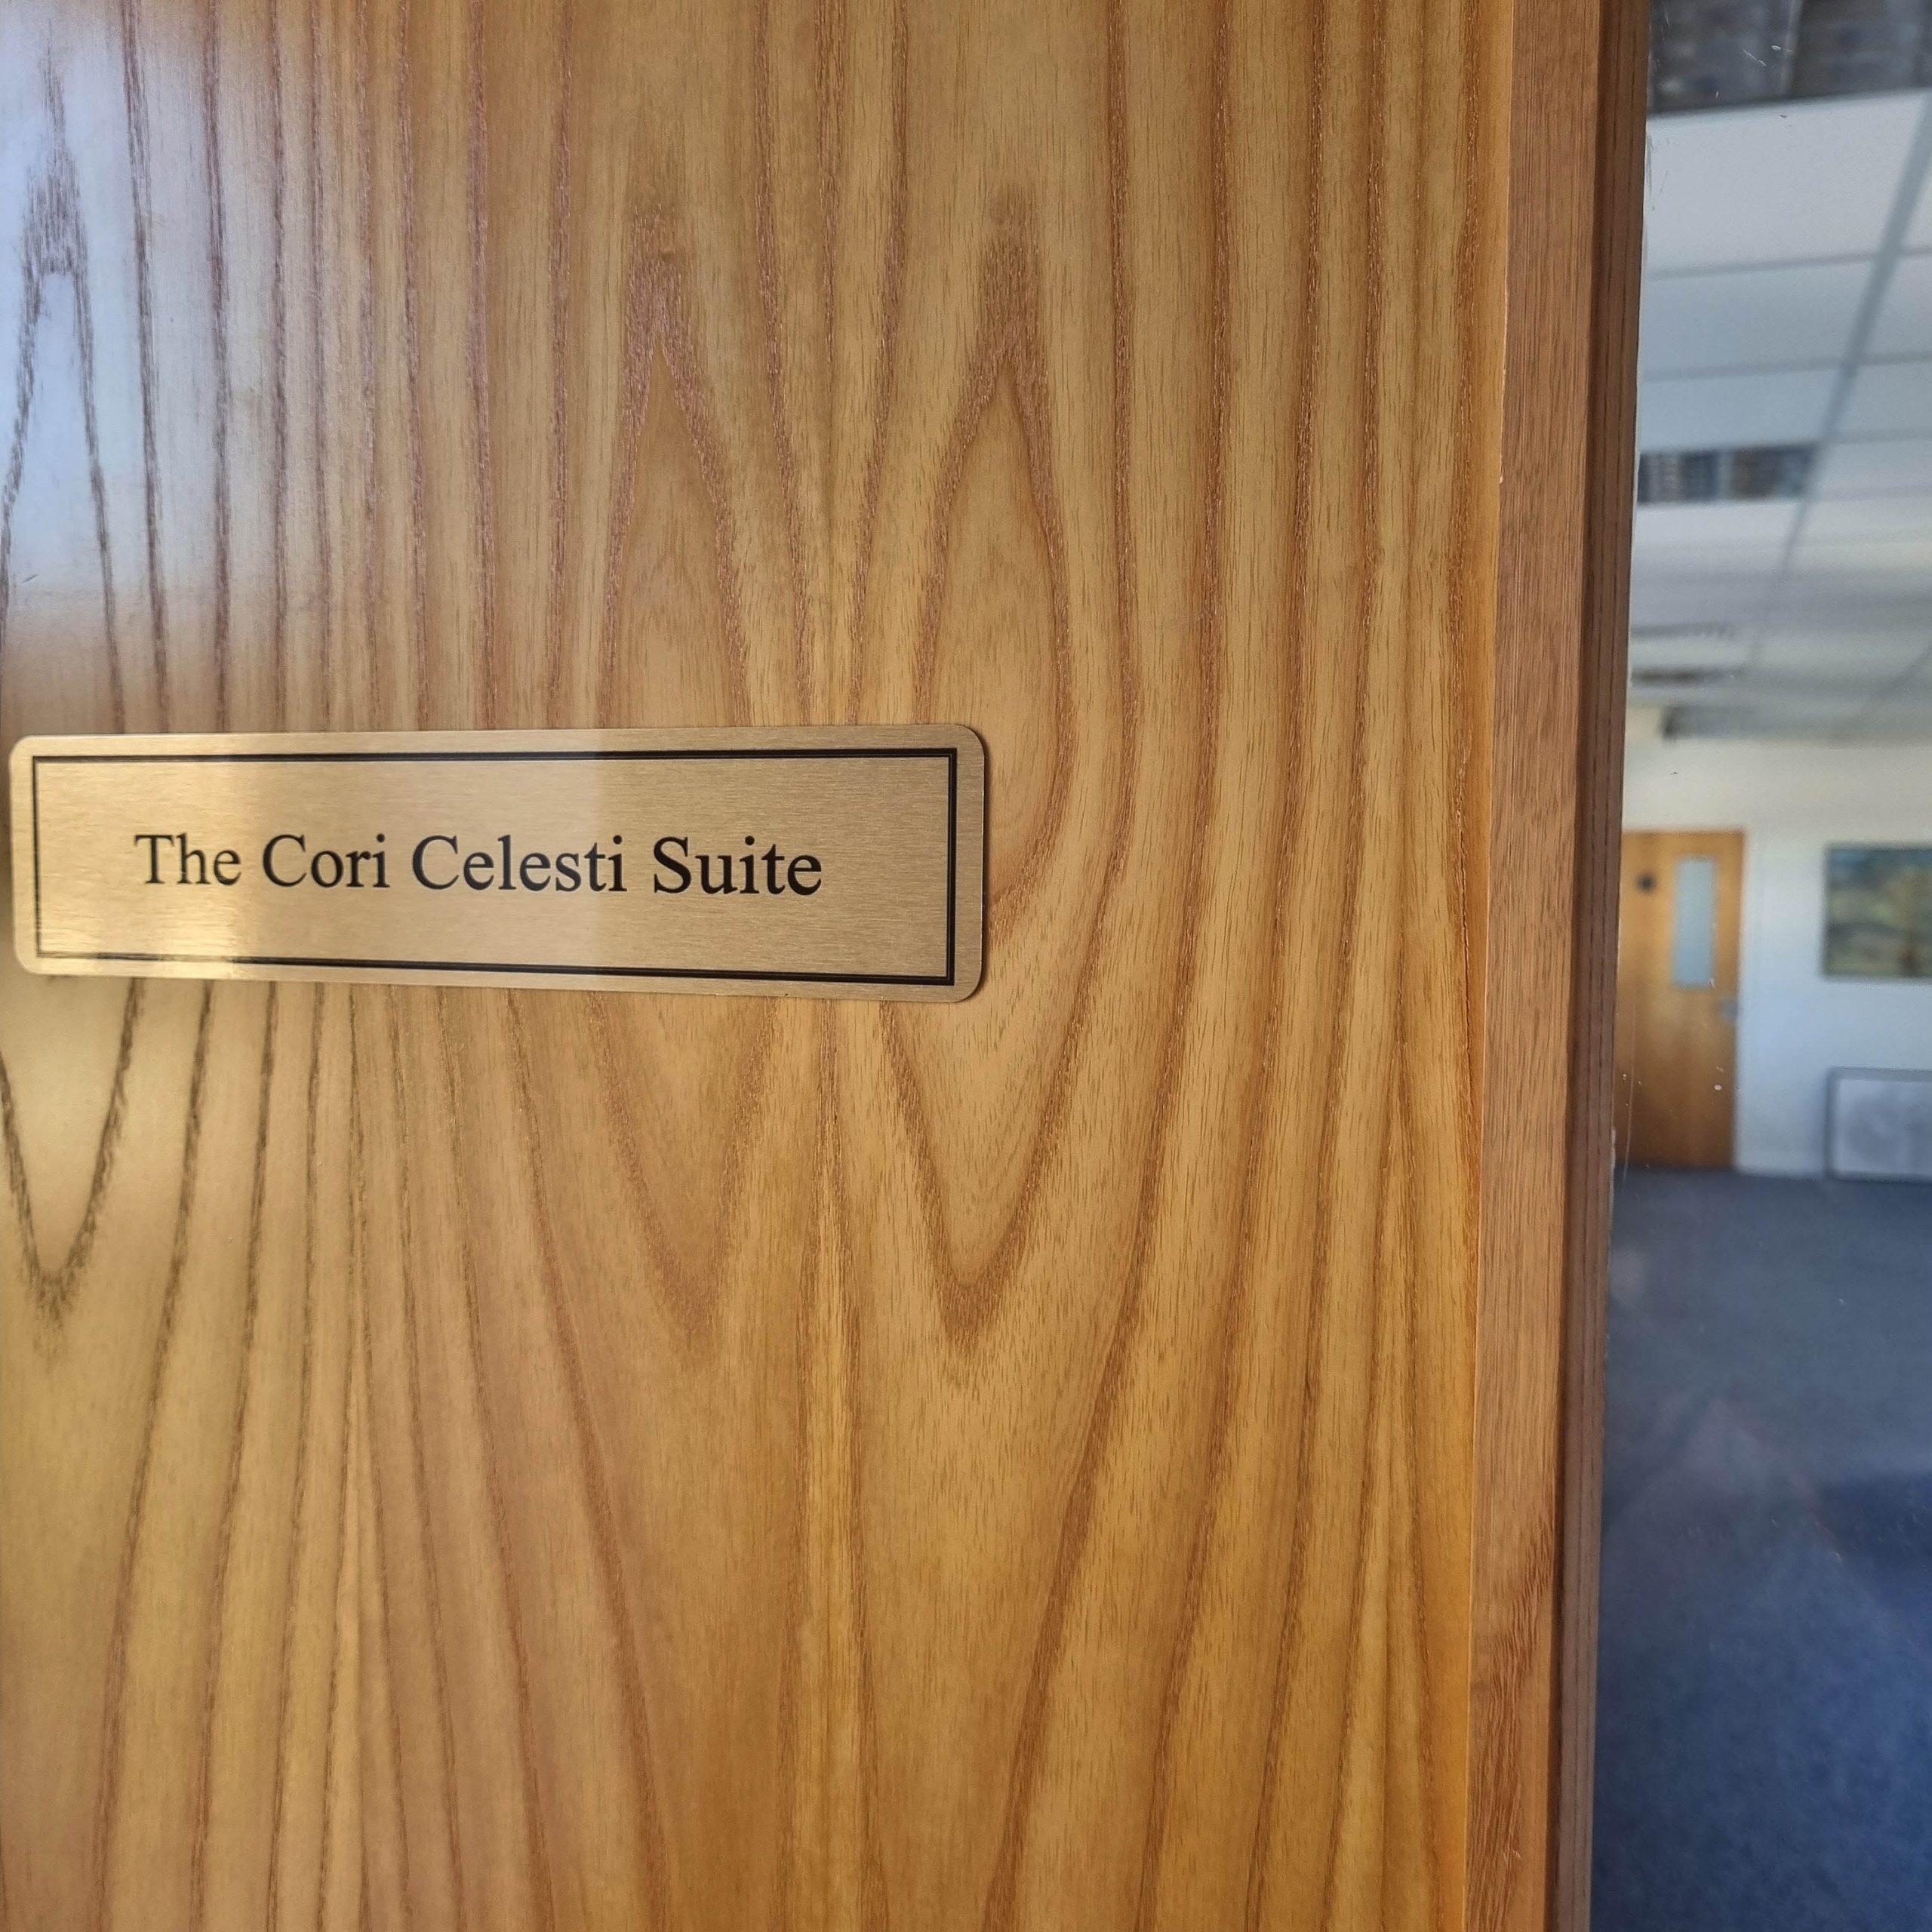 The Cori Celesti Suite